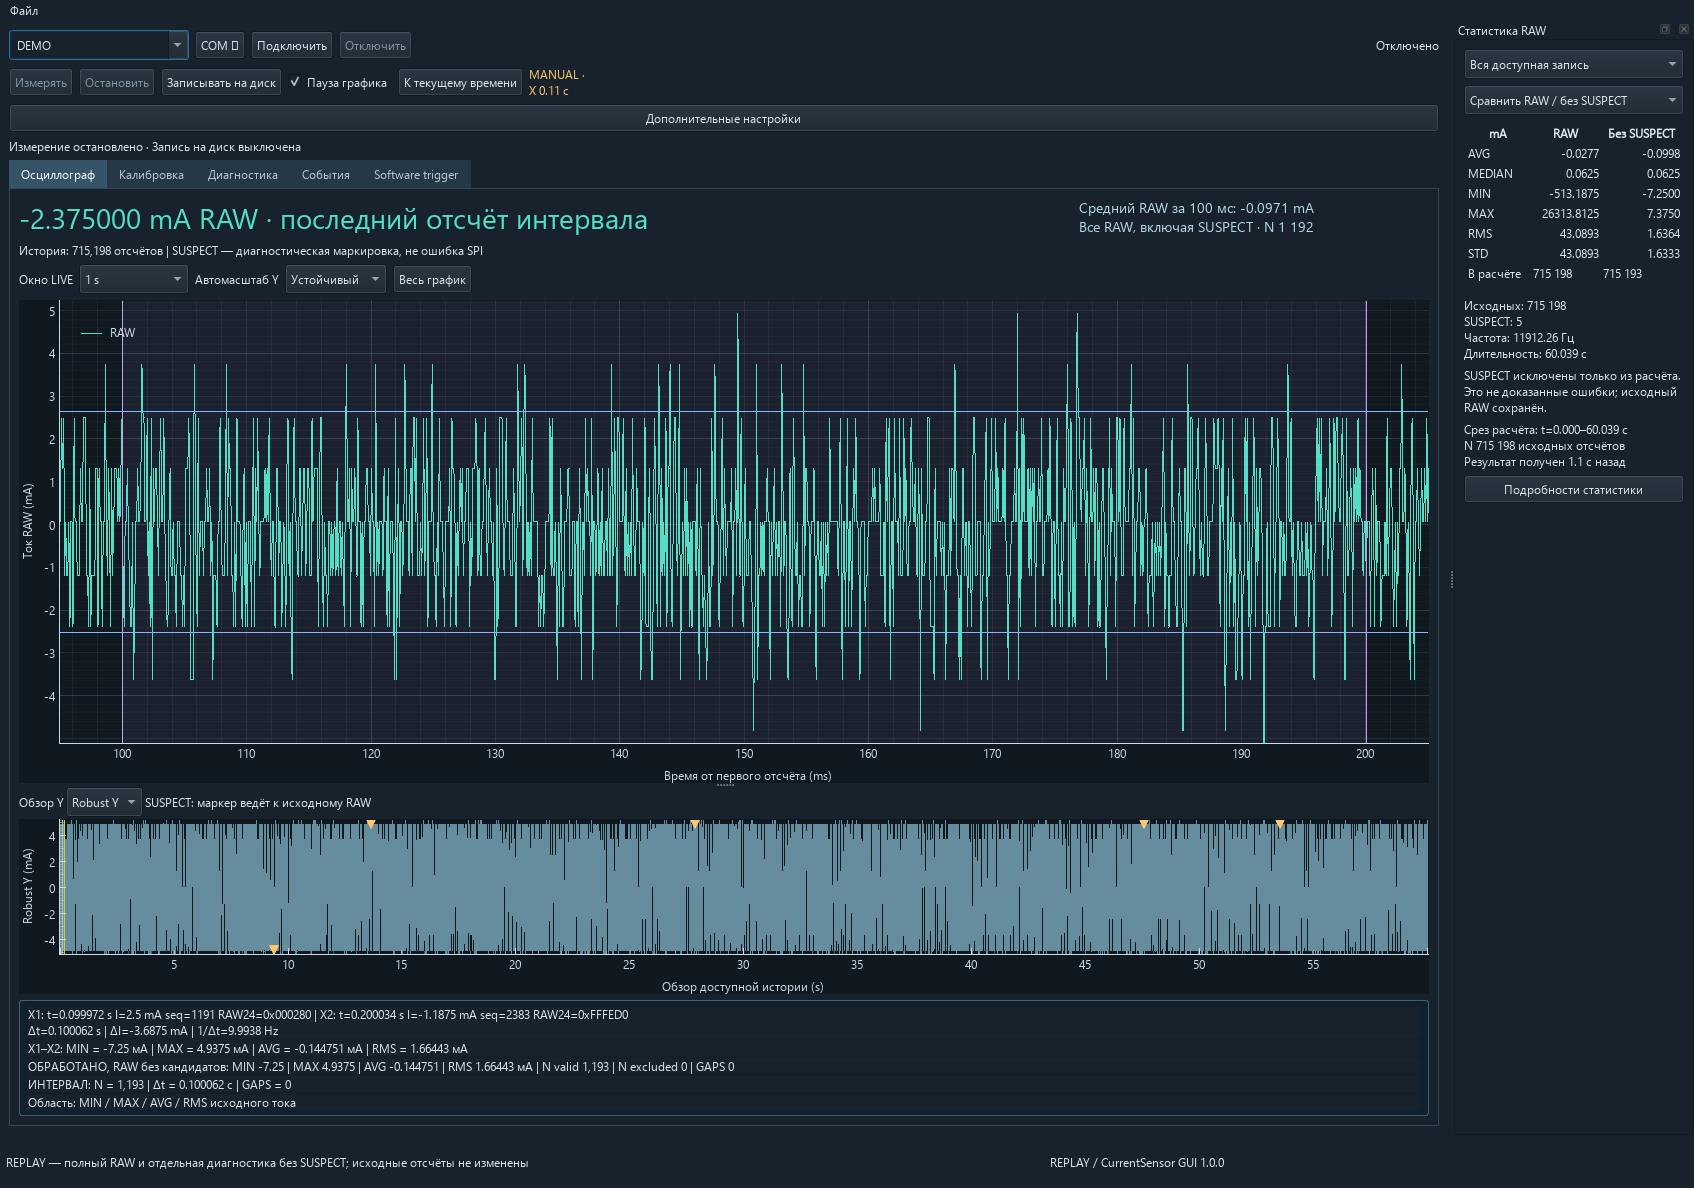 Файл
DEMO
COM
Подключить
Отключить
Отключено
Измерять
Остановить
Записывать на диск
✓ Пауза графика
К текущему времени
MANUAL ·
X 0.11 с
Дополнительные настройки
Измерение остановлено · Запись на диск выключена
Осциллограф
Калибровка
Диагностика
События
Software trigger
-2.375000 mA RAW · последний отсчёт интервала
Средний RAW за 100 мс: -0.0971 mA
Все RAW, включая SUSPECT · N 1 192
История: 715,198 отсчётов | SUSPECT — диагностическая маркировка, не ошибка SPI
Окно LIVE
1 s
Автомасштаб Y
Устойчивый
Весь график
RAW
5
4
3
2
1
0
-1
-2
-3
-4
Ток RAW (mA)
100 110 120 130 140 150 160 170 180 190 200
Время от первого отсчёта (ms)
Обзор Y
Robust Y
SUSPECT: маркер ведёт к исходному RAW
4
2
0
-2
-4
Robust Y (mA)
5 10 15 20 25 30 35 40 45 50 55
Обзор доступной истории (s)
X1: t=0.099972 s I=2.5 mA seq=1191 RAW24=0x000280 | X2: t=0.200034 s I=-1.1875 mA seq=2383 RAW24=0xFFFED0
Δt=0.100062 s | ΔI=-3.6875 mA | 1/Δt=9.9938 Hz
X1–X2: MIN = -7.25 мА | MAX = 4.9375 мА | AVG = -0.144751 мА | RMS = 1.66443 мА
ОБРАБОТАНО, RAW без кандидатов: MIN -7.25 | MAX 4.9375 | AVG -0.144751 | RMS 1.66443 мА | N valid 1,193 | N excluded 0 | GAPS 0
ИНТЕРВАЛ: N = 1,193 | Δt = 0.100062 с | GAPS = 0
Область: MIN / MAX / AVG / RMS исходного тока
Статистика RAW
Вся доступная запись
Сравнить RAW / без SUSPECT
mA RAW Без SUSPECT
AVG -0.0277 -0.0998
MEDIAN 0.0625 0.0625
MIN -513.1875 -7.2500
MAX 26313.8125 7.3750
RMS 43.0893 1.6364
STD 43.0893 1.6333
В расчёте 715 198 715 193
Исходных: 715 198
SUSPECT: 5
Частота: 11912.26 Гц
Длительность: 60.039 с
SUSPECT исключены только из расчёта.
Это не доказанные ошибки; исходный
RAW сохранён.
Срез расчёта: t=0.000–60.039 с
N 715 198 исходных отсчётов
Результат получен 1.1 с назад
Подробности статистики
REPLAY — полный RAW и отдельная диагностика без SUSPECT; исходные отсчёты не изменены
REPLAY / CurrentSensor GUI 1.0.0